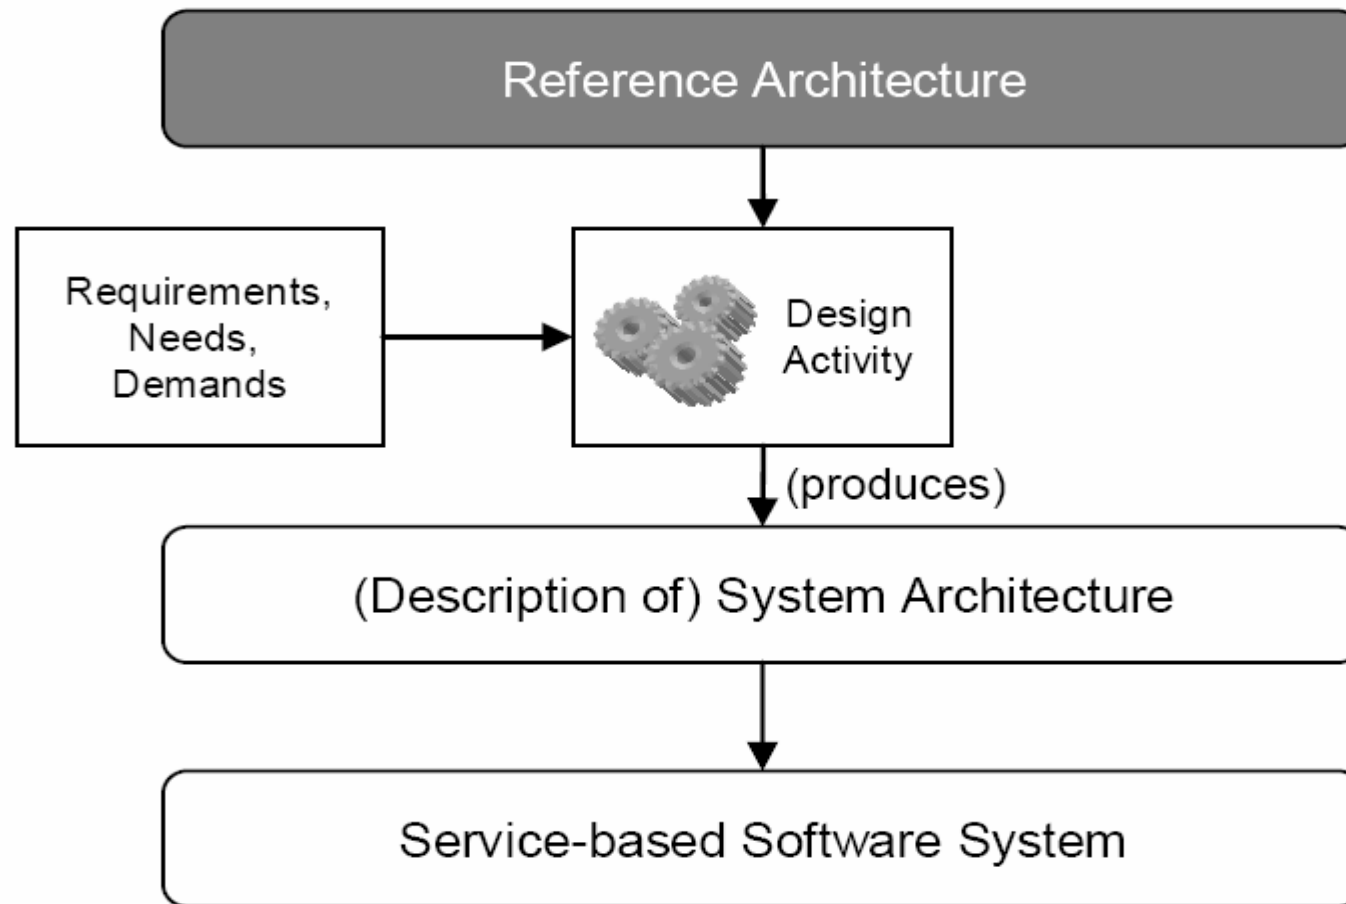 Reference Architecture
Requirements,
Needs,
Demands
Design
Activity
(produces)
(Description of) System Architecture
Service-based Software System